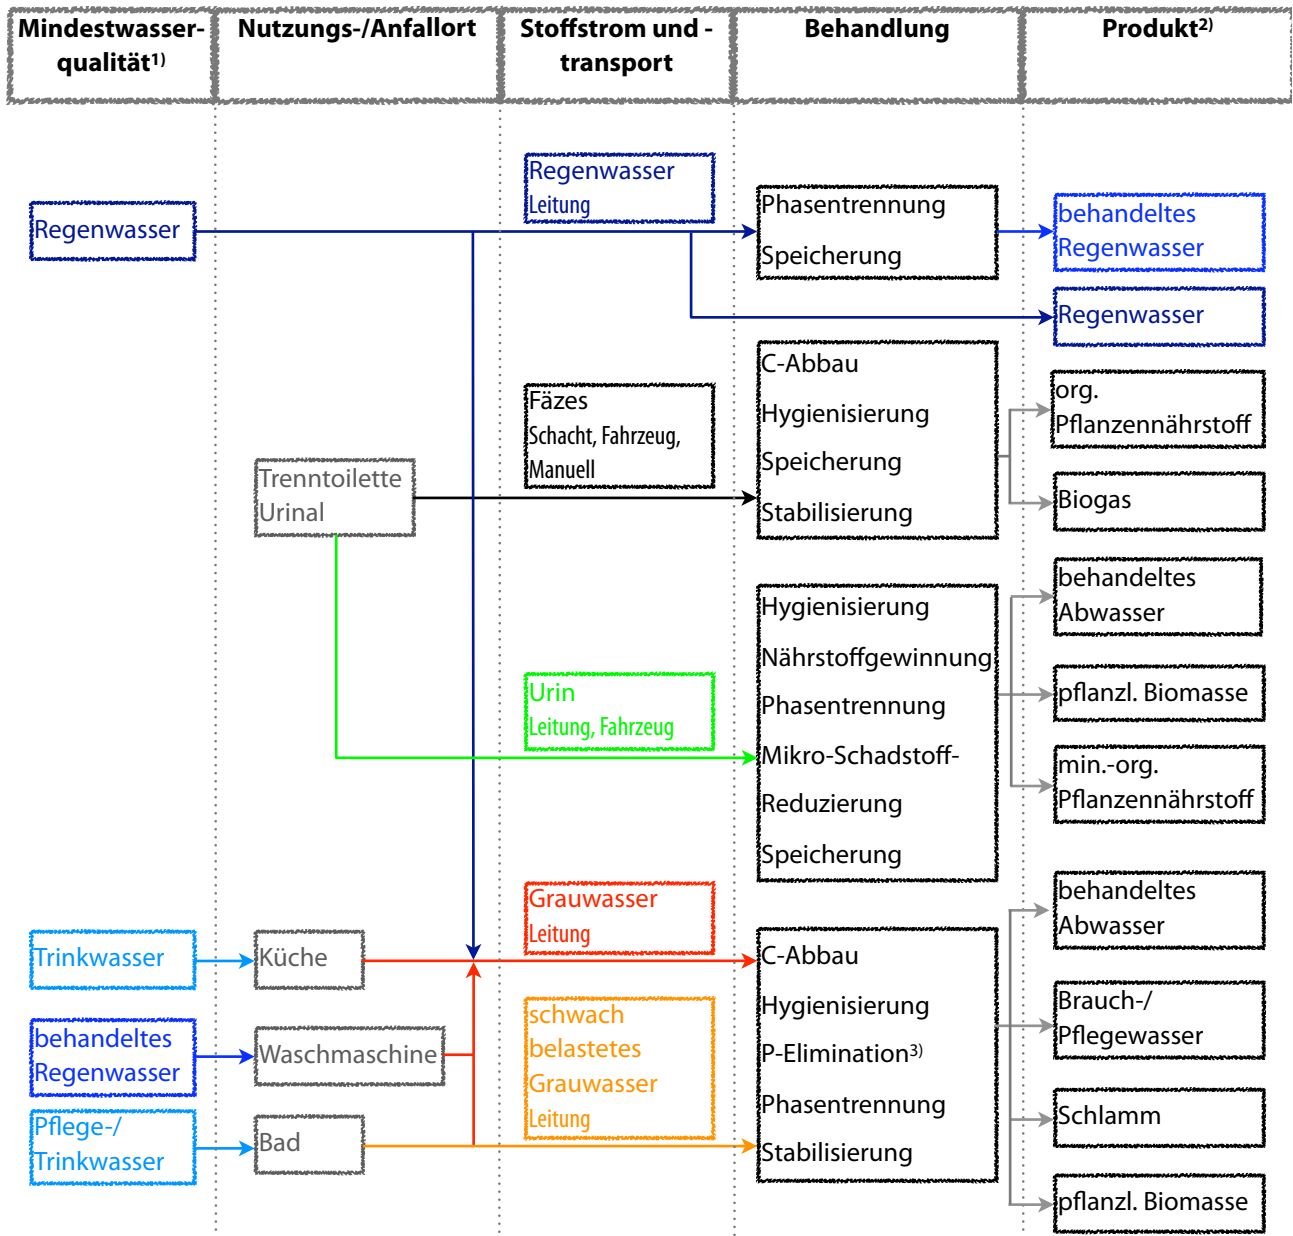 Mindestwasser-
qualität1)
Nutzungs-/Anfallort
Stoffstrom und -
transport
Behandlung
Produkt2)
Regenwasser
Regenwasser
Leitung
Phasentrennung
Speicherung
behandeltes
Regenwasser
Regenwasser
Trenntoilette
Urinal
Fäzes
Schacht, Fahrzeug,
Manuell
C-Abbau
Hygienisierung
Speicherung
Stabilisierung
org.
Pflanzennährstoff
Biogas
Urin
Leitung, Fahrzeug
Hygienisierung
Nährstoffgewinnung
Phasentrennung
Mikro-Schadstoff-
Reduzierung
Speicherung
behandeltes
Abwasser
pflanzl. Biomasse
min.-org.
Pflanzennährstoff
Trinkwasser
Küche
behandeltes
Regenwasser
Waschmaschine
Pflege-/
Trinkwasser
Bad
Grauwasser
Leitung
schwach
belastetes
Grauwasser
Leitung
C-Abbau
Hygienisierung
P-Elimination3)
Phasentrennung
Stabilisierung
behandeltes
Abwasser
Brauch-/
Pflegewasser
Schlamm
pflanzl. Biomasse